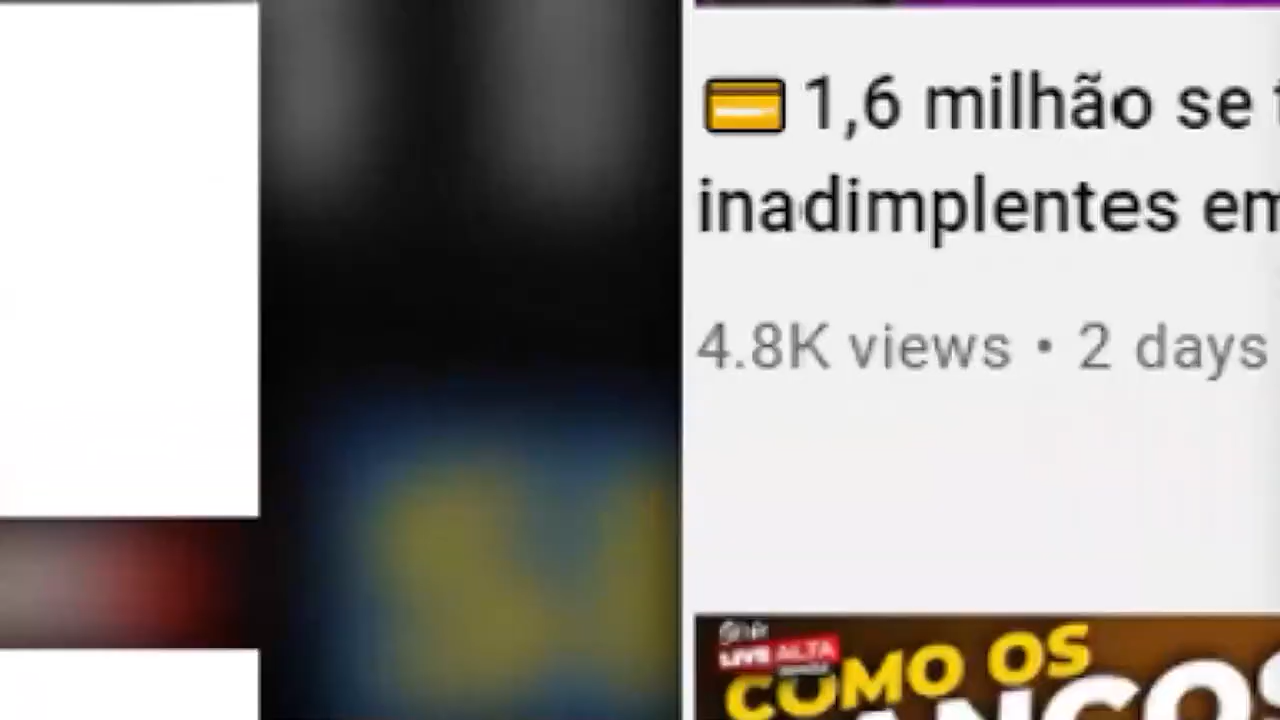 💳 1,6 milhão se
inadimplentes em
4.8K views • 2 days
LIVE ALTA
COMO OS